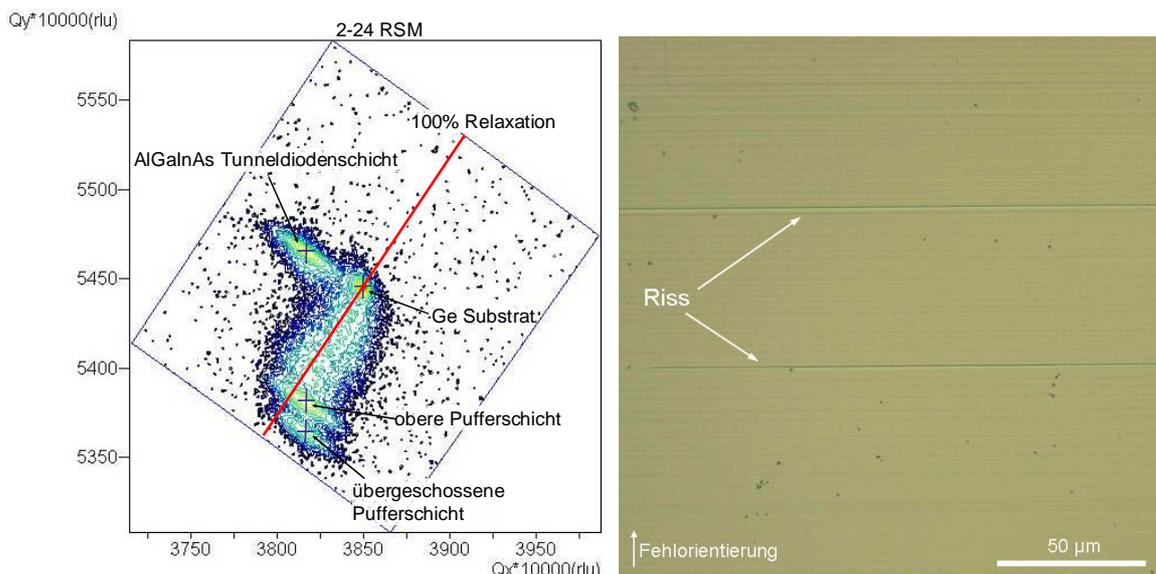 Qy*10000(rlu)
2-24 RSM
5550
5500
5450
5400
5350
100% Relaxation
AlGaInAs Tunneldiodenschicht
Ge Substrat
obere Pufferschicht
übergeschossene
Pufferschicht
3750
3800
3850
3900
3950
Qx*10000(rlu)
Riss
Fehlorientierung
50 µm